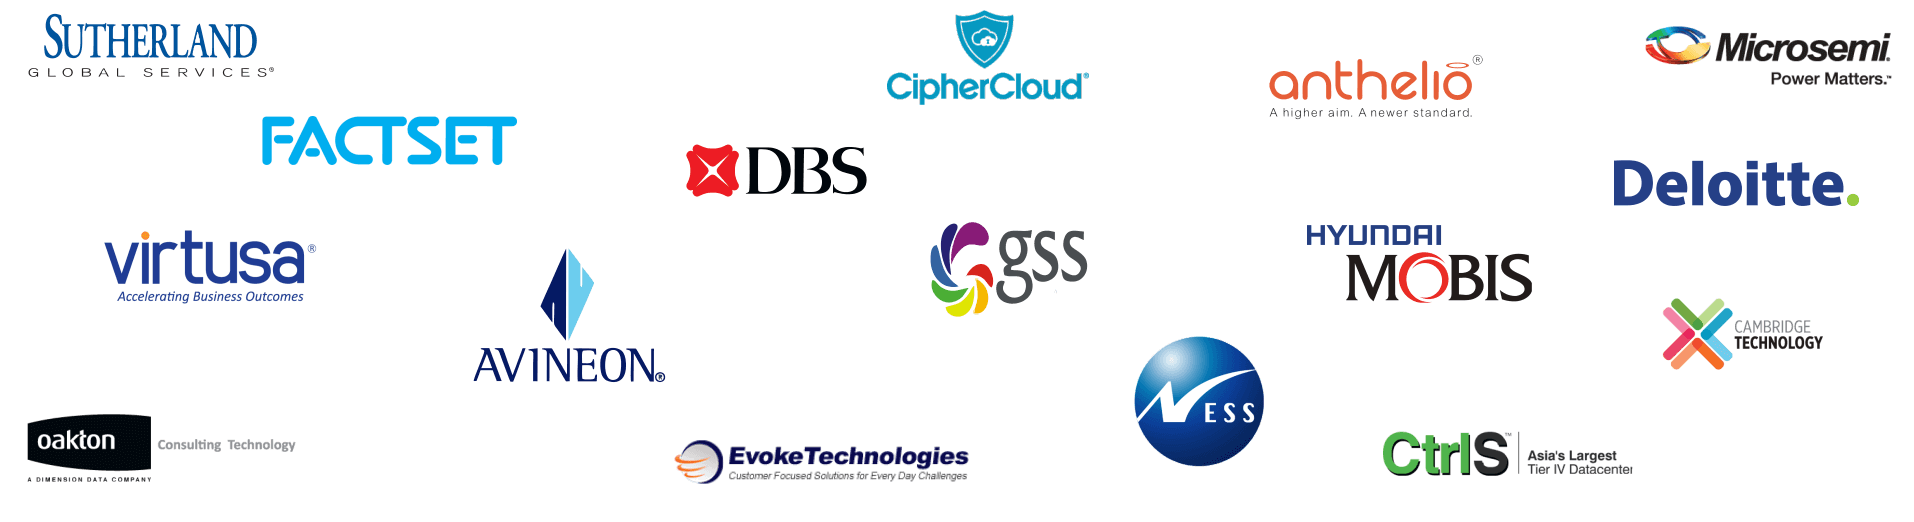 SUTHERLAND
GLOBAL SERVICES®
CipherCloud®
anthelio®
A higher aim. A newer standard.
Microsemi.
Power Matters.™
FACTSET
DBS
Deloitte.
virtusa®
Accelerating Business Outcomes
AVINEON®
gss
HYUNDAI
MOBIS
CAMBRIDGE
TECHNOLOGY
NESS
oakton
Consulting Technology
A DIMENSION DATA COMPANY
EvokeTechnologies
Customer Focused Solutions for Every Day Challenges
CtrlS™
Asia's Largest
Tier IV Datacenter